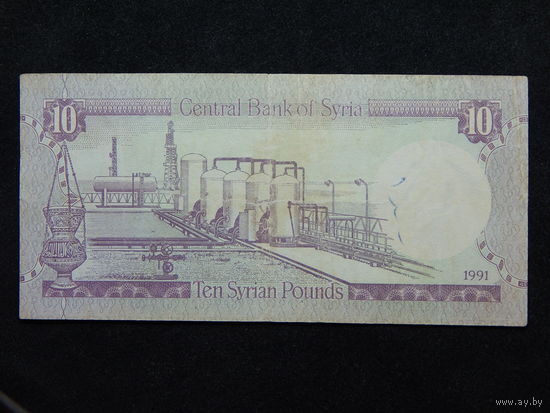 10 Central Bank of Syria 10
1991
Ten Syrian Pounds
www.ay.by